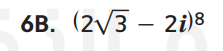 6B. (2√3 – 2i)⁸